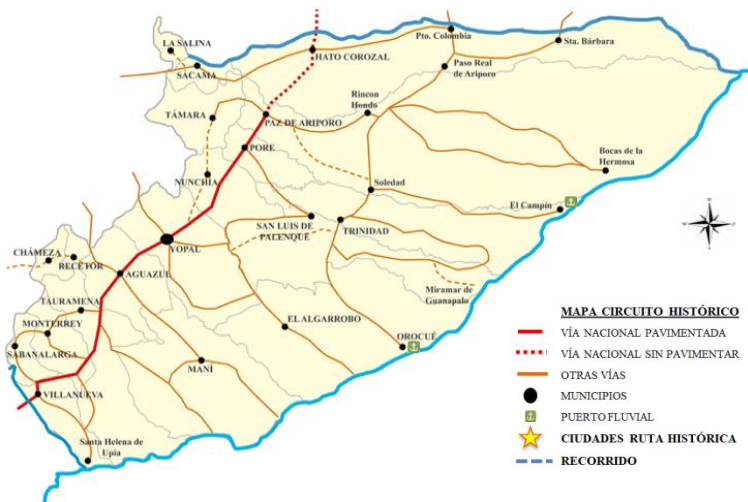 LA SALINA
SÁCAMA
HATO COROZAL
Pto. Colombia
Sta. Bárbara
Paso Real
de Ariporo
TÁMARA
PAZ DE ARIPORO
Rincon
Hondo
PORE
NUNCHÍA
Soledad
Bocas de la
Hermosa
El Campin
SAN LUIS DE
PALENQUE
TRINIDAD
YOPAL
CHÁMEZA
RECETOR
AGUAZUL
TAURAMENA
MONTERREY
SABANALARGA
Miramar de
Guanapalo
EL ALGARROBO
OROCUÉ
MANÍ
VILLANUEVA
Santa Helena de
Upia
MAPA CIRCUITO HISTÓRICO
VÍA NACIONAL PAVIMENTADA
VÍA NACIONAL SIN PAVIMENTAR
OTRAS VÍAS
MUNICIPIOS
PUERTO FLUVIAL
CIUDADES RUTA HISTÓRICA
RECORRIDO